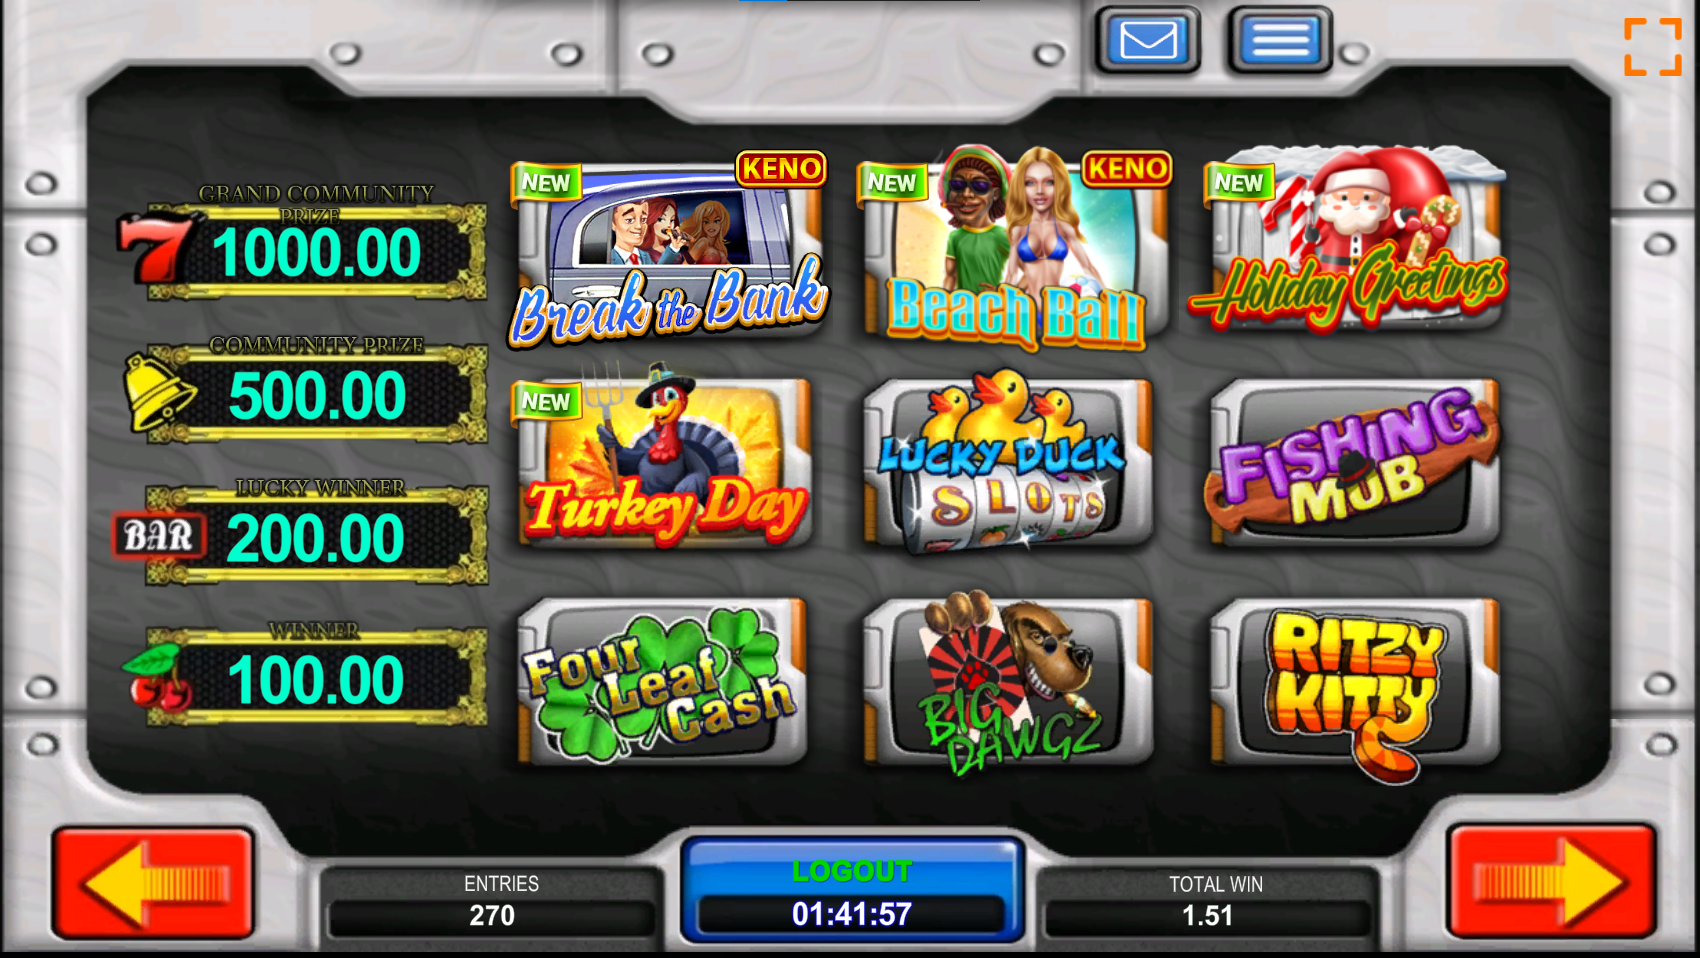 GRAND COMMUNITY
PRIZE
1000.00
COMMUNITY PRIZE
500.00
LUCKY WINNER
BAR
200.00
WINNER
100.00
NEW
KENO
Break the Bank
NEW
KENO
Beach Ball
NEW
Holiday Greetings
NEW
Turkey Day
LUCKY DUCK
SLOTS
FISHING
MOB
Four
Leaf
Cash
BIG
DAWGZ
RITZY
KITTY
ENTRIES
270
LOGOUT
01:41:57
TOTAL WIN
1.51